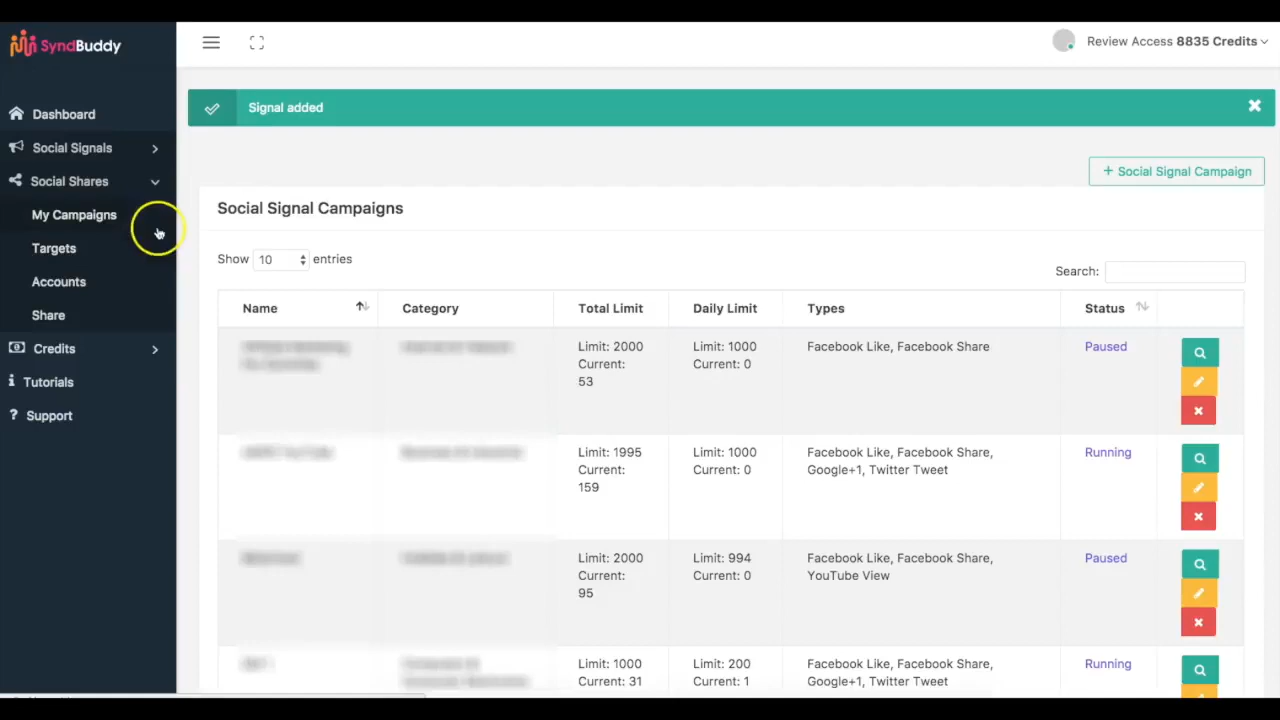 SyndBuddy
Review Access 8835 Credits
Dashboard
Social Signals
Social Shares
My Campaigns
Targets
Accounts
Share
Credits
Tutorials
Support
Signal added
+ Social Signal Campaign
Social Signal Campaigns
Show 10 entries
Search:
Name Category Total Limit Daily Limit Types Status
Limit: 2000 Limit: 1000 Facebook Like, Facebook Share Paused
Current: Current: 0
53
Limit: 1995 Limit: 1000 Facebook Like, Facebook Share, Running
Current: Current: 0 Google+1, Twitter Tweet
159
Limit: 2000 Limit: 994 Facebook Like, Facebook Share, Paused
Current: Current: 0 YouTube View
95
Limit: 1000 Limit: 200 Facebook Like, Facebook Share, Running
Current: 31 Current: 1 Google+1, Twitter Tweet